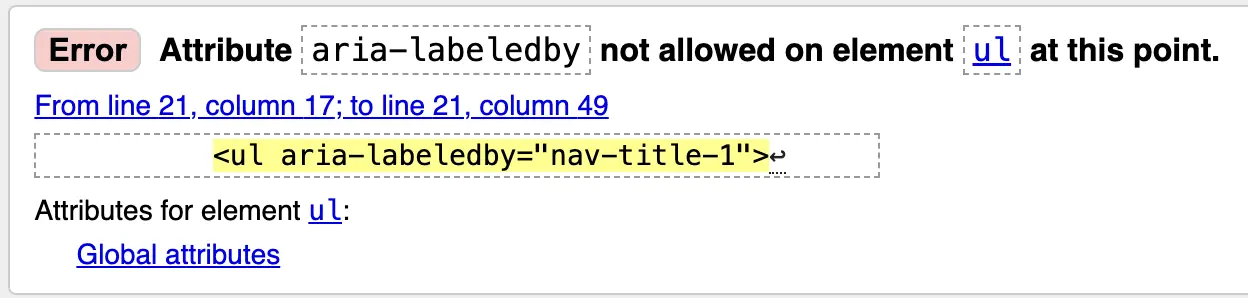 Error Attribute aria-labeledby not allowed on element ul at this point.
From line 21, column 17; to line 21, column 49
<ul aria-labeledby="nav-title-1">↩
Attributes for element ul:
Global attributes